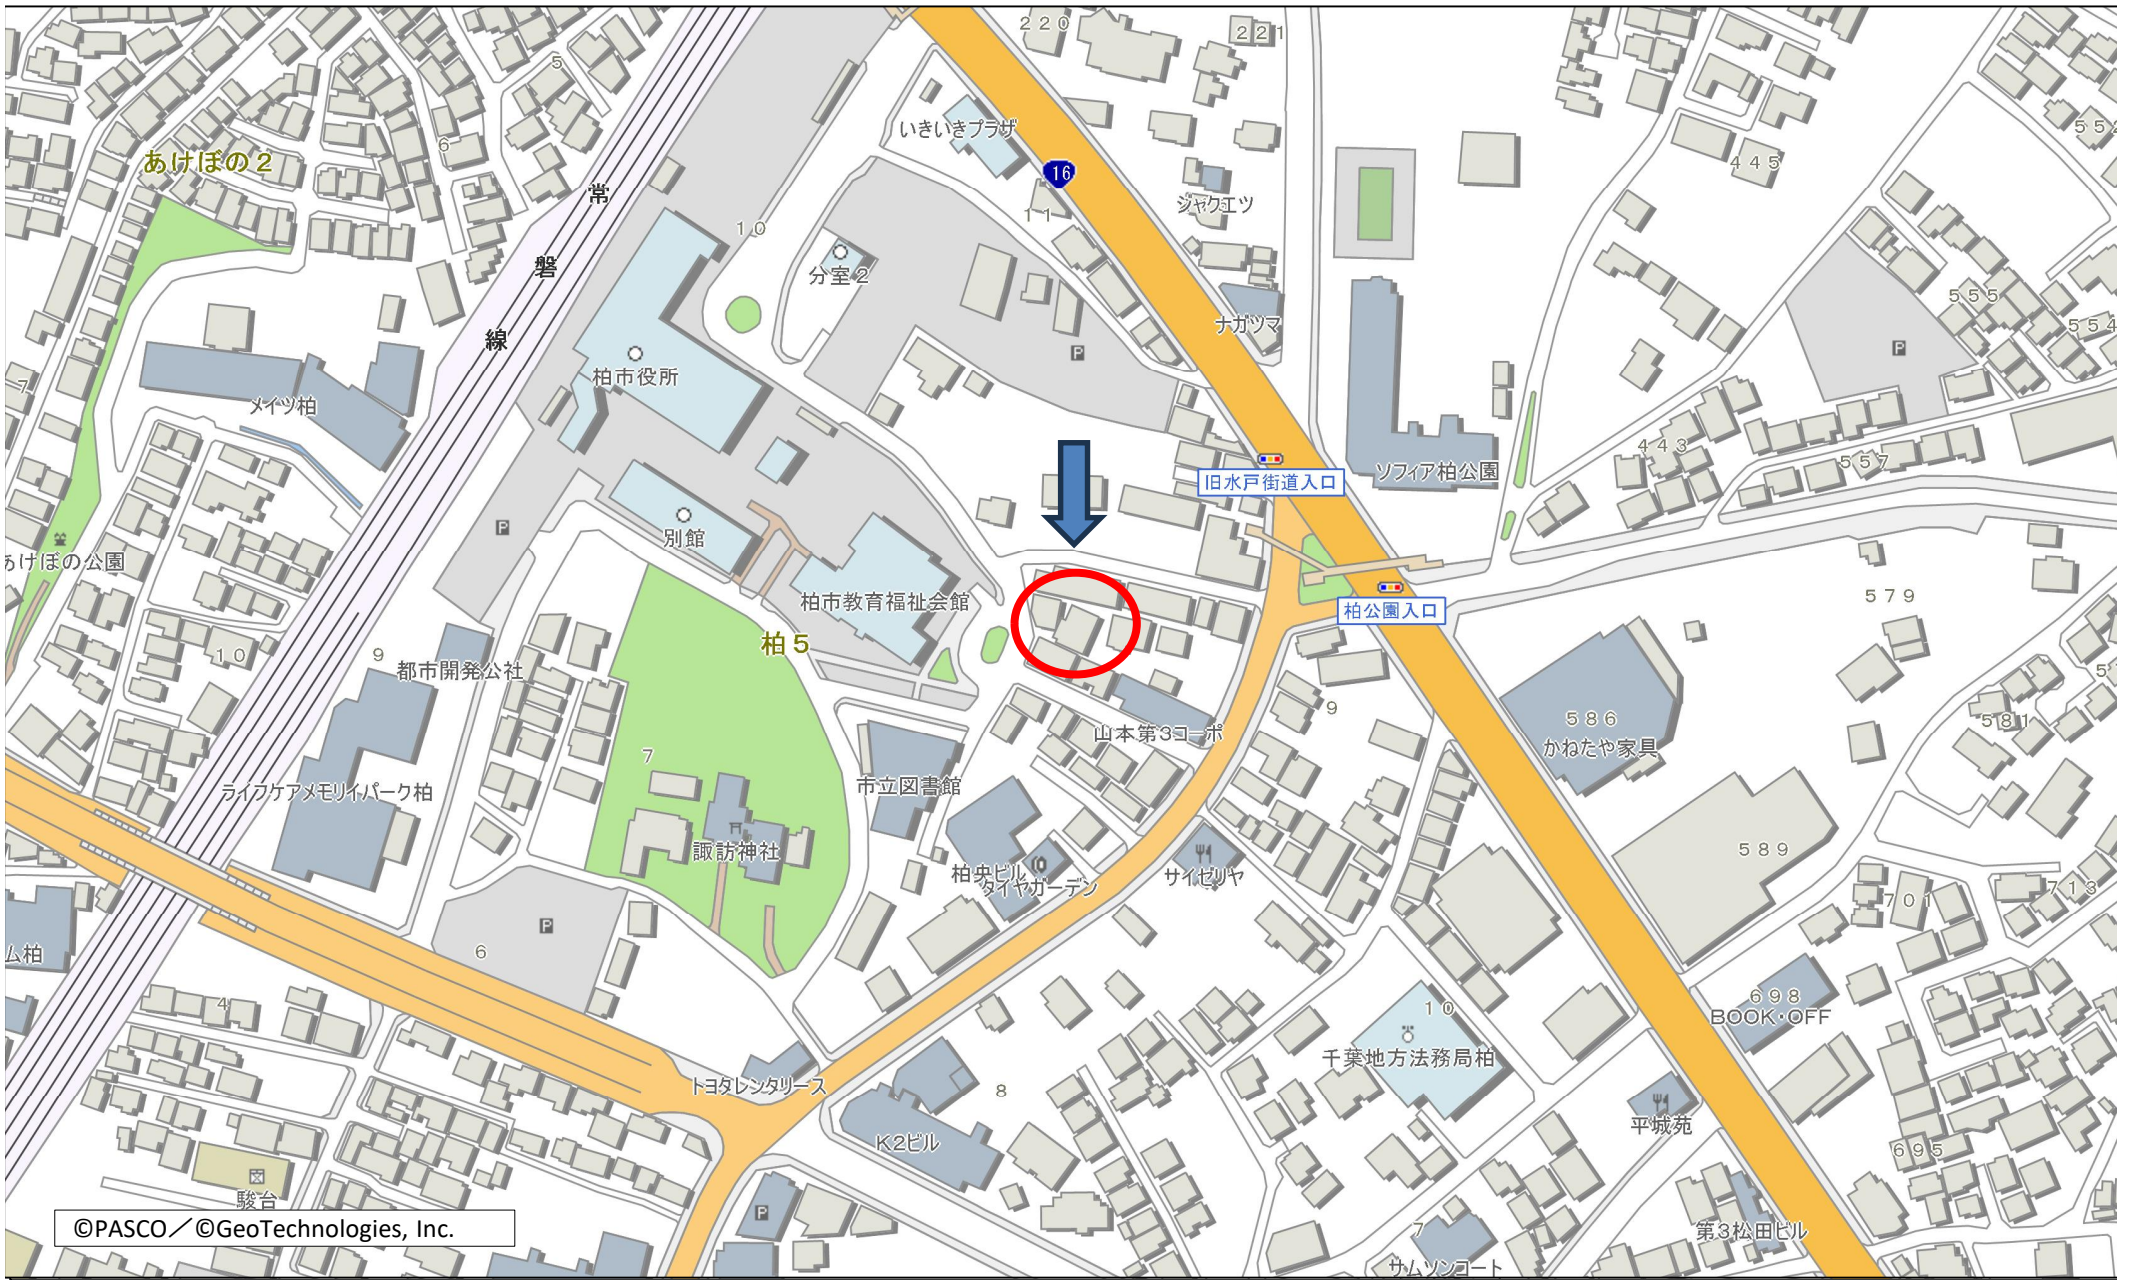 220
221
5
552
6
いきいきプラザ
445
あけぼの2
16
常
ジャクエツ
11
10
磐
分室2
555
P
線
ナガツマ
554
P
柏市役所
7
メイツ柏
443
557
ソフィア柏公園
旧水戸街道入口
P
別館
あけぼの公園
579
柏市教育福祉会館
柏公園入口
柏5
10
9
都市開発公社
5
9
586
581
山本第3コーポ
かねたや家具
7
市立図書館
ライフケアメモリイパーク柏
諏訪神社
589
柏央ビル
サイゼリヤ
タイヤガーデン
713
701
P
6
ム柏
4
698
10
BOOK・OFF
千葉地方法務局柏
トヨタレンタリース
8
平城苑
K2ビル
695
駿台
P
7
©PASCO／©GeoTechnologies, Inc.
第3松田ビル
サムソンコート